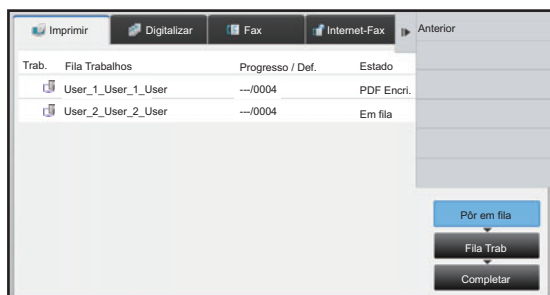 Imprimir Digitalizar Fax Internet-Fax Anterior
Trab. Fila Trabalhos Progresso / Def. Estado
User_1_User_1_User ---/0004 PDF Encri.
User_2_User_2_User ---/0004 Em fila
Pôr em fila
Fila Trab
Completar